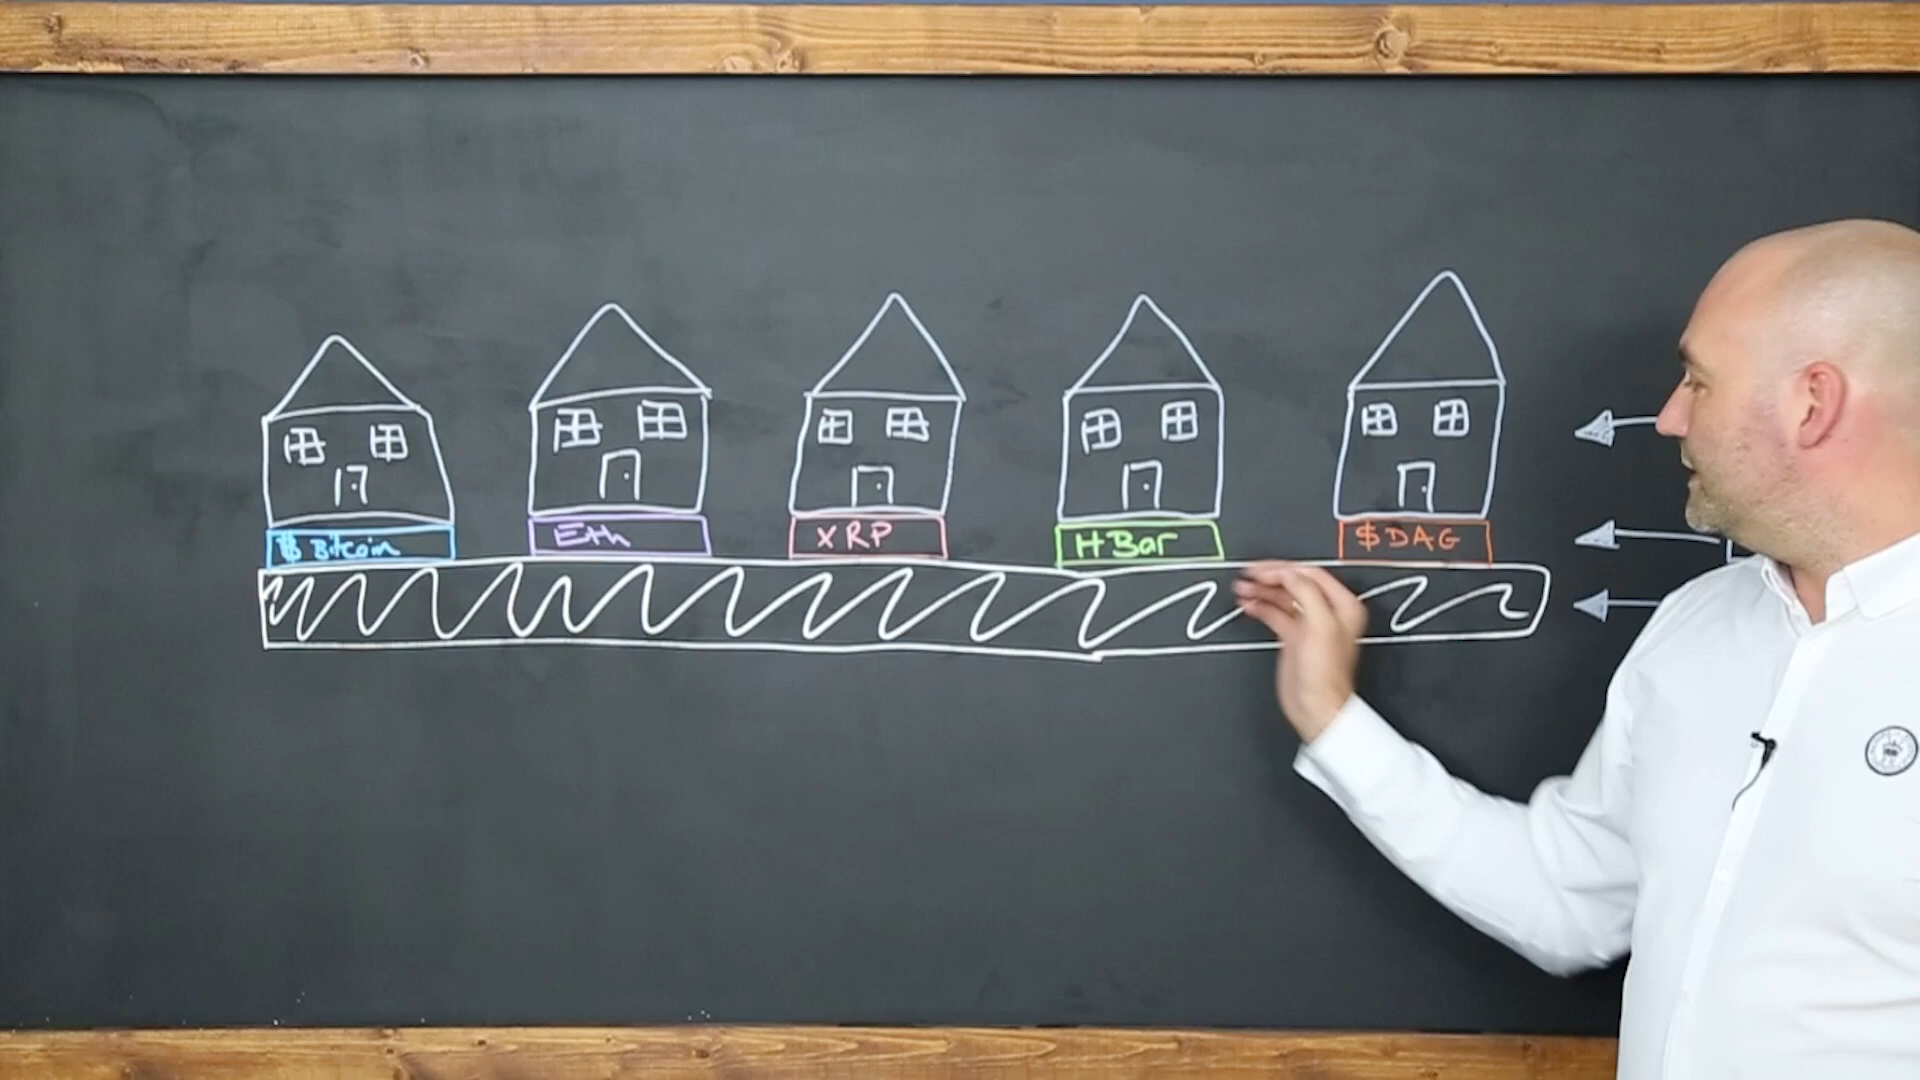 ₿ Bitcoin
Eth
XRP
HBar
$DAG